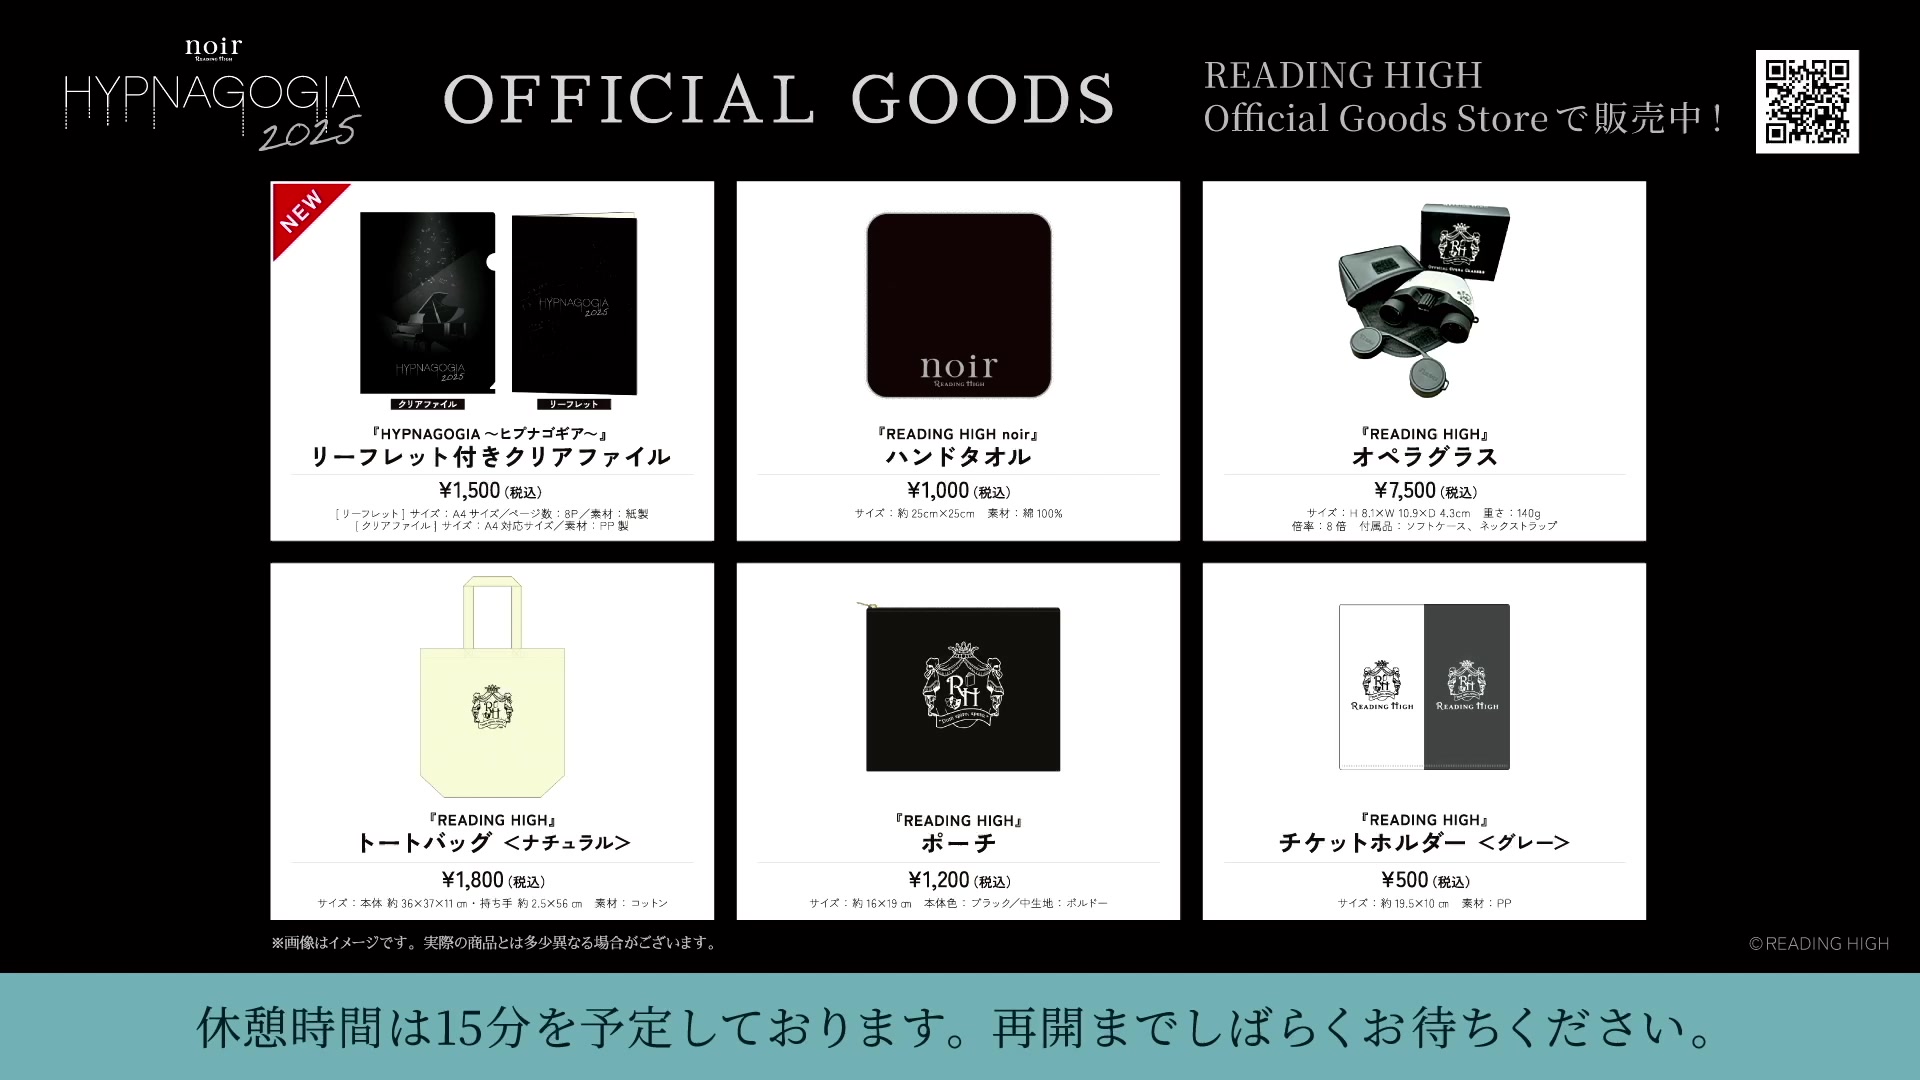 noir
READING HIGH
HYPNAGOGIA
2025
OFFICIAL GOODS
READING HIGH
Official Goods Storeで販売中！
NEW
HYPNAGOGIA
2025
HYPNAGOGIA
2025
クリアファイル
リーフレット
『HYPNAGOGIA ～ヒプナゴギア～』
リーフレット付きクリアファイル
¥1,500（税込）
［リーフレット］サイズ：A4サイズ／ページ数：8P／素材：紙製
［クリアファイル］サイズ：A4対応サイズ／素材：PP製
noir
READING HIGH
『READING HIGH noir』
ハンドタオル
¥1,000（税込）
サイズ：約25cm×25cm　素材：綿100%
RH
OFFICIAL OPERA GLASSES
『READING HIGH』
オペラグラス
¥7,500（税込）
サイズ：H 8.1×W 10.9×D 4.3cm　重さ：140g
倍率：8倍　付属品：ソフトケース、ネックストラップ
RH
『READING HIGH』
トートバッグ ＜ナチュラル＞
¥1,800（税込）
サイズ：本体 約36×37×11㎝・持ち手 約2.5×56㎝　素材：コットン
RH
『READING HIGH』
ポーチ
¥1,200（税込）
サイズ：約16×19㎝　本体色：ブラック／中生地：ボルドー
RH
READING HIGH
RH
READING HIGH
『READING HIGH』
チケットホルダー ＜グレー＞
¥500（税込）
サイズ：約19.5×10㎝　素材：PP
※画像はイメージです。実際の商品とは多少異なる場合がございます。
©READING HIGH
休憩時間は15分を予定しております。再開までしばらくお待ちください。